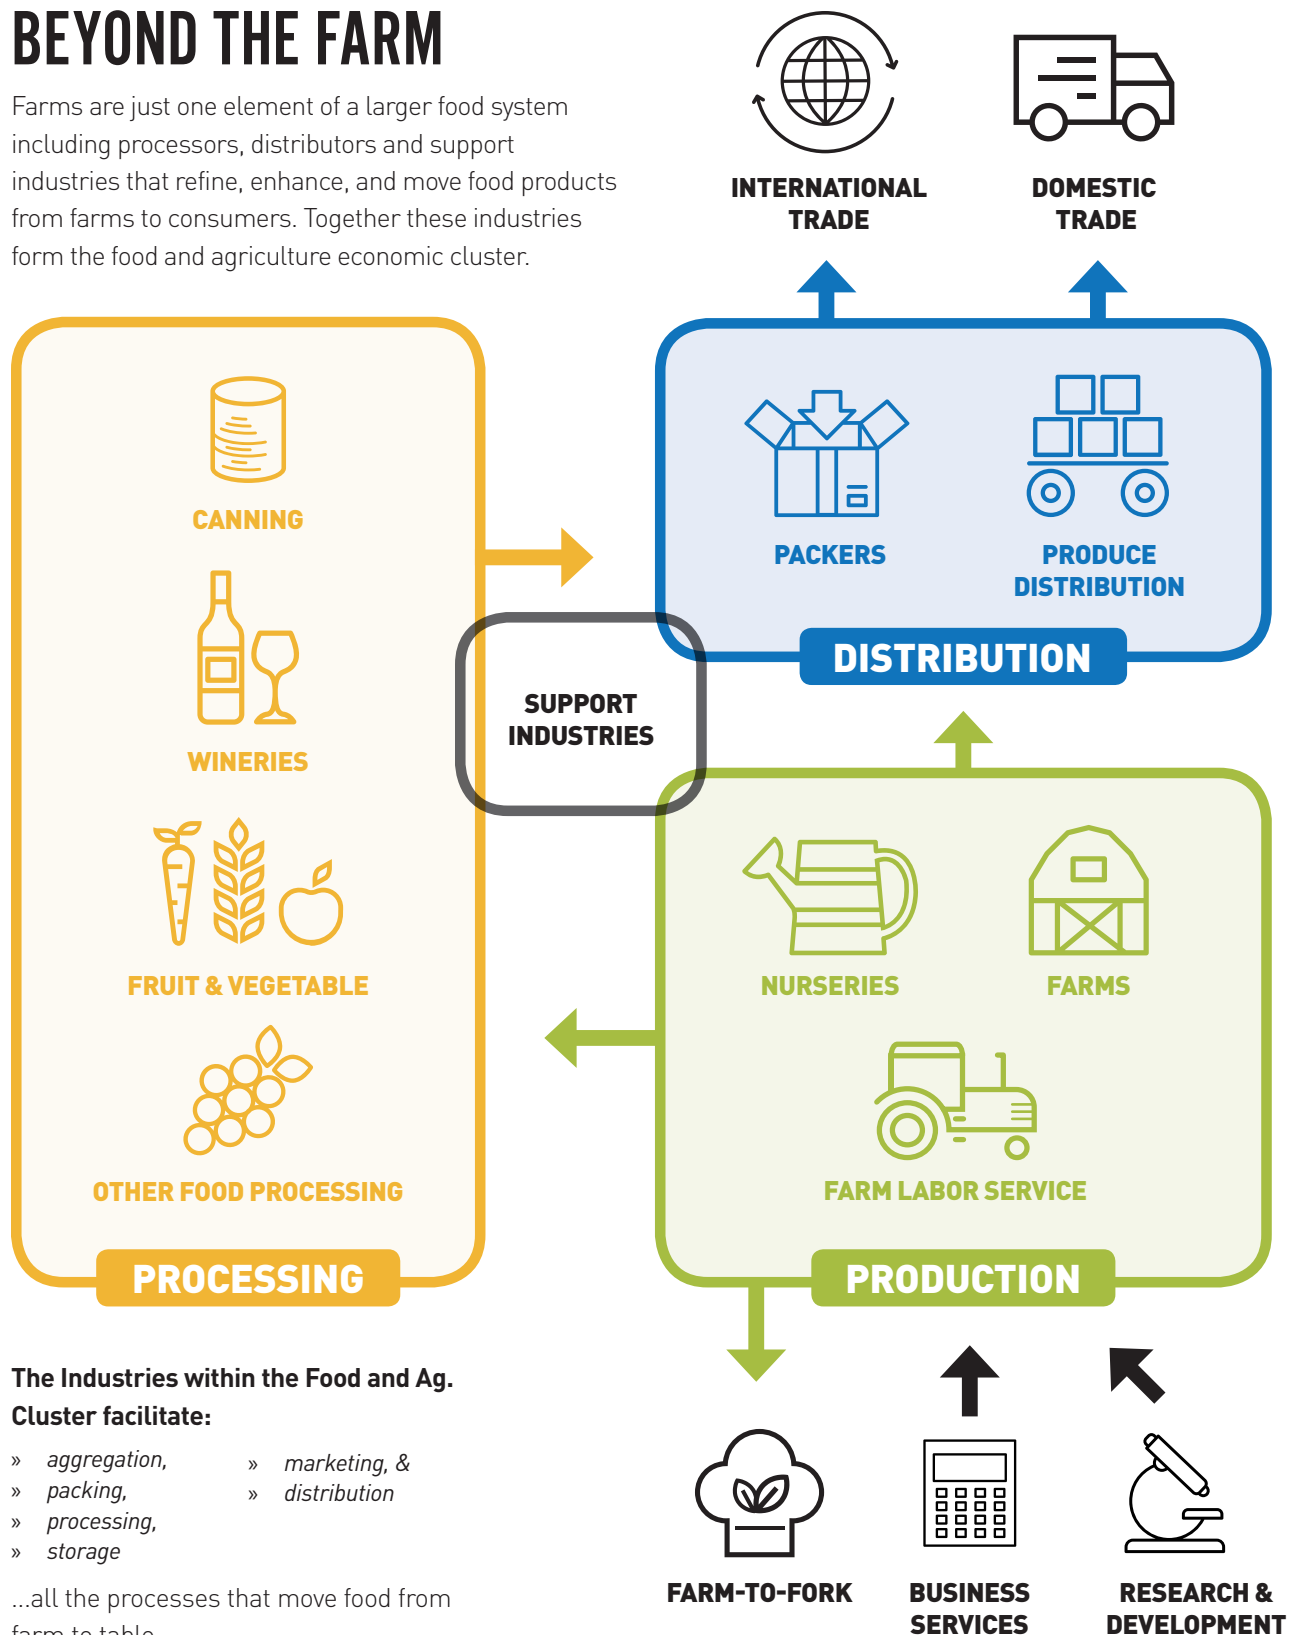 BEYOND THE FARM
Farms are just one element of a larger food system
including processors, distributors and support
industries that refine, enhance, and move food products
from farms to consumers. Together these industries
form the food and agriculture economic cluster.
INTERNATIONAL
TRADE
DOMESTIC
TRADE
CANNING
WINERIES
FRUIT & VEGETABLE
OTHER FOOD PROCESSING
PROCESSING
SUPPORT
INDUSTRIES
PACKERS
PRODUCE
DISTRIBUTION
DISTRIBUTION
NURSERIES
FARMS
FARM LABOR SERVICE
PRODUCTION
The Industries within the Food and Ag.
Cluster facilitate:
» aggregation,
» packing,
» processing,
» storage
» marketing, &
» distribution
...all the processes that move food from
farm to table
FARM-TO-FORK
BUSINESS
SERVICES
RESEARCH &
DEVELOPMENT